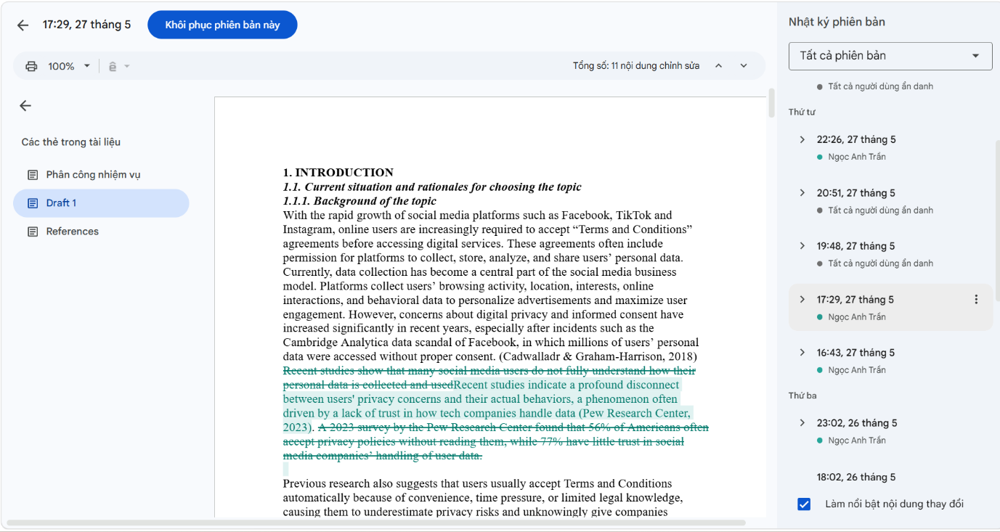 17:29, 27 tháng 5
Khôi phục phiên bản này
100%
Tổng số: 11 nội dung chỉnh sửa
Các thẻ trong tài liệu
Phân công nhiệm vụ
Draft 1
References
1. INTRODUCTION
1.1. Current situation and rationales for choosing the topic
1.1.1. Background of the topic
With the rapid growth of social media platforms such as Facebook, TikTok and
Instagram, online users are increasingly required to accept “Terms and Conditions”
agreements before accessing digital services. These agreements often include
permission for platforms to collect, store, analyze, and share users’ personal data.
Currently, data collection has become a central part of the social media business
model. Platforms collect users’ browsing activity, location, interests, online
interactions, and behavioral data to personalize advertisements and maximize user
engagement. However, concerns about digital privacy and informed consent have
increased significantly in recent years, especially after incidents such as the
Cambridge Analytica data scandal of Facebook, in which millions of users’ personal
data were accessed without proper consent. (Cadwalladr & Graham-Harrison, 2018)
Recent studies show that many social media users do not fully understand how their
personal data is collected and usedRecent studies indicate a profound disconnect
between users' privacy concerns and their actual behaviors, a phenomenon often
driven by a lack of trust in how tech companies handle data (Pew Research Center,
2023). A 2023 survey by the Pew Research Center found that 56% of Americans often
accept privacy policies without reading them, while 77% have little trust in social
media companies’ handling of user data.
Previous research also suggests that users usually accept Terms and Conditions
automatically because of convenience, time pressure, or limited legal knowledge,
causing them to underestimate privacy risks and unknowingly give companies
Nhật ký phiên bản
Tất cả phiên bản
Tất cả người dùng ẩn danh
Thứ tư
22:26, 27 tháng 5
Ngọc Anh Trần
20:51, 27 tháng 5
Tất cả người dùng ẩn danh
19:48, 27 tháng 5
Tất cả người dùng ẩn danh
17:29, 27 tháng 5
Ngọc Anh Trần
16:43, 27 tháng 5
Ngọc Anh Trần
Thứ ba
23:02, 26 tháng 5
Ngọc Anh Trần
18:02, 26 tháng 5
Làm nổi bật nội dung thay đổi